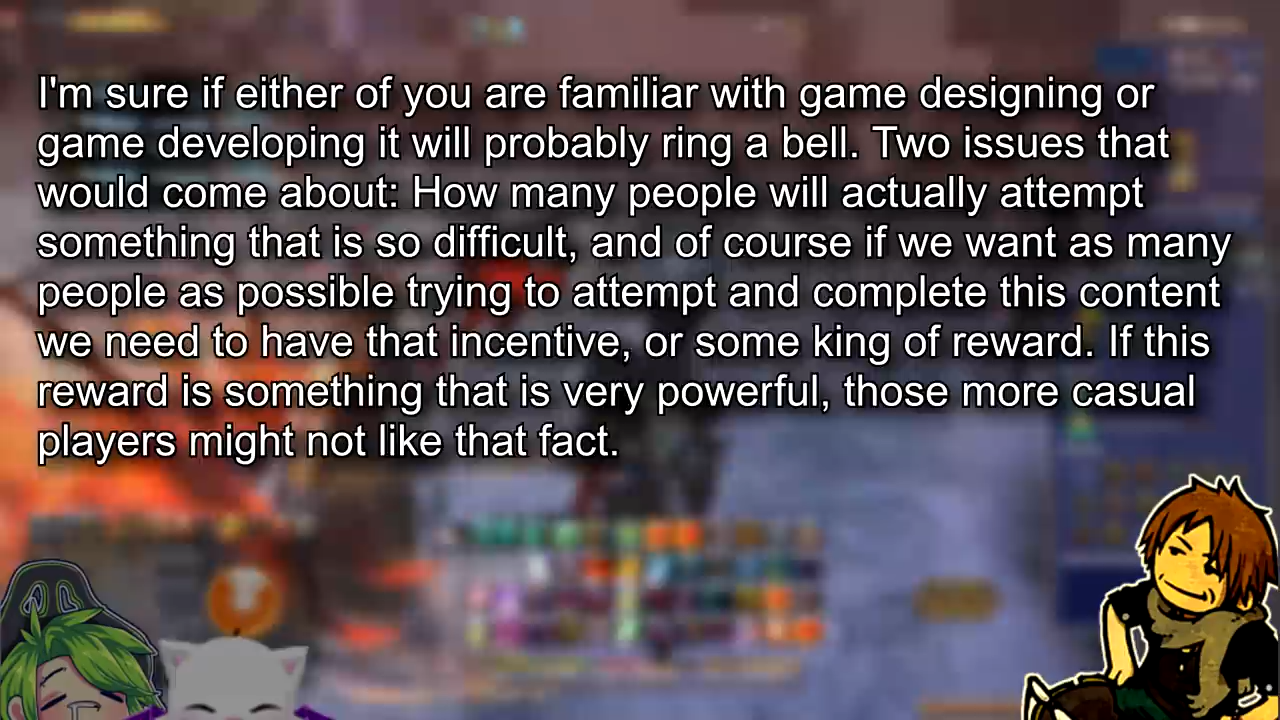 I'm sure if either of you are familiar with game designing or
game developing it will probably ring a bell. Two issues that
would come about: How many people will actually attempt
something that is so difficult, and of course if we want as many
people as possible trying to attempt and complete this content
we need to have that incentive, or some king of reward. If this
reward is something that is very powerful, those more casual
players might not like that fact.